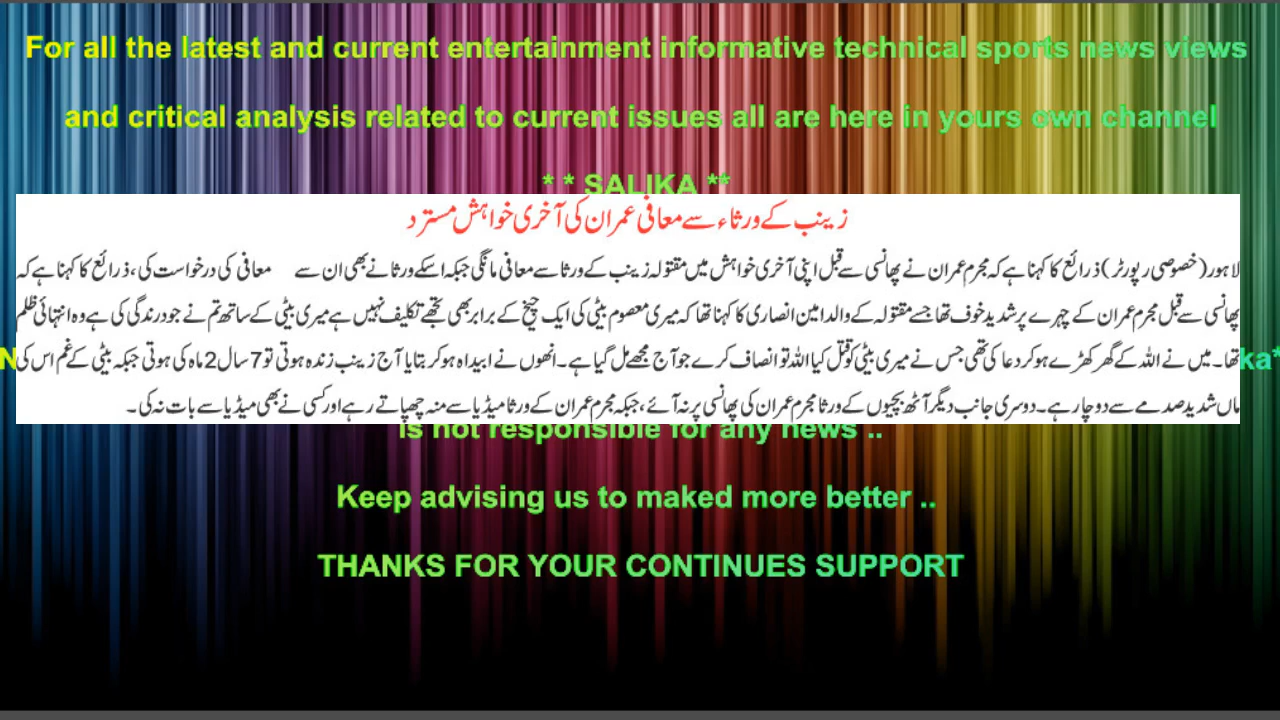 For all the latest and current entertainment informative technical sports news views
and critical analysis related to current issues all are here in yours own channel
* * SALIKA **
زینب کے ورثاء سے معافی عمران کی آخری خواہش مسترد
لاہور(خصوصی رپورٹر)ذرائع کا کہنا ہے کہ مجرم عمران نے پھانسی سے قبل اپنی آخری خواہش میں مقتولہ زینب کے ورثا سے معافی مانگی جبکہ اسکے ورثا نے بھی ان سے معافی کی درخواست کی، ذرائع کا کہنا ہے کہ
پھانسی سے قبل مجرم عمران کے چہرے پر شدید خوف تھا جسے مقتولہ کے والد امین انصاری کا کہنا تھا کہ میری معصوم بیٹی کی ایک چیخ کے برابر بھی تجھے تکلیف نہیں ہے میری بیٹی کے ساتھ تم نے جو درندگی کی ہے وہ انتہائی ظلم
تھا۔ میں نے اللہ کے گھر کھڑے ہو کر دعا کی تھی جس نے میری بیٹی کو قتل کیا اللہ تو انصاف کرے جو آج مجھے مل گیا ہے۔ انھوں نے ابیداہ ہو کر بتایا آج زینب زندہ ہوتی تو 7 سال 2 ماہ کی ہوتی جبکہ بیٹی کے غم اس کی
ماں شدید صدمے سے دوچار ہے۔ دوسری جانب دیگر آٹھ بچیوں کے ورثا مجرم عمران کی پھانسی پر نہ آئے، جبکہ مجرم عمران کے ورثا میڈیا سے منہ چھپاتے رہے اور کسی نے بھی میڈیا سے بات نہ کی۔
is not responsible for any news ..
Keep advising us to maked more better ..
THANKS FOR YOUR CONTINUES SUPPORT